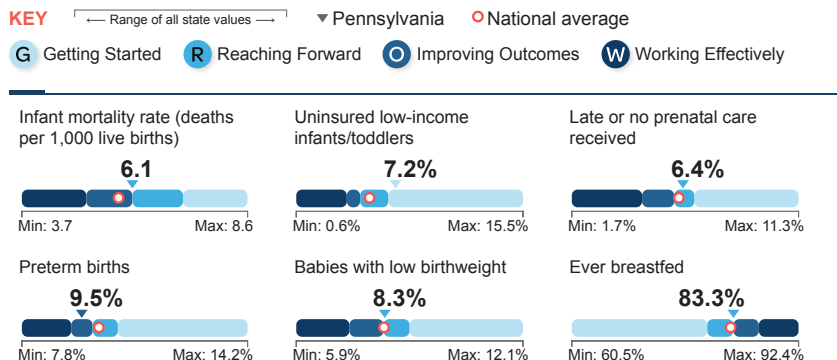 KEY
Range of all state values
Pennsylvania
National average
G Getting Started
R Reaching Forward
O Improving Outcomes
W Working Effectively
Infant mortality rate (deaths
per 1,000 live births)
6.1
Min: 3.7 Max: 8.6
Uninsured low-income
infants/toddlers
7.2%
Min: 0.6% Max: 15.5%
Late or no prenatal care
received
6.4%
Min: 1.7% Max: 11.3%
Preterm births
9.5%
Min: 7.8% Max: 14.2%
Babies with low birthweight
8.3%
Min: 5.9% Max: 12.1%
Ever breastfed
83.3%
Min: 60.5% Max: 92.4%